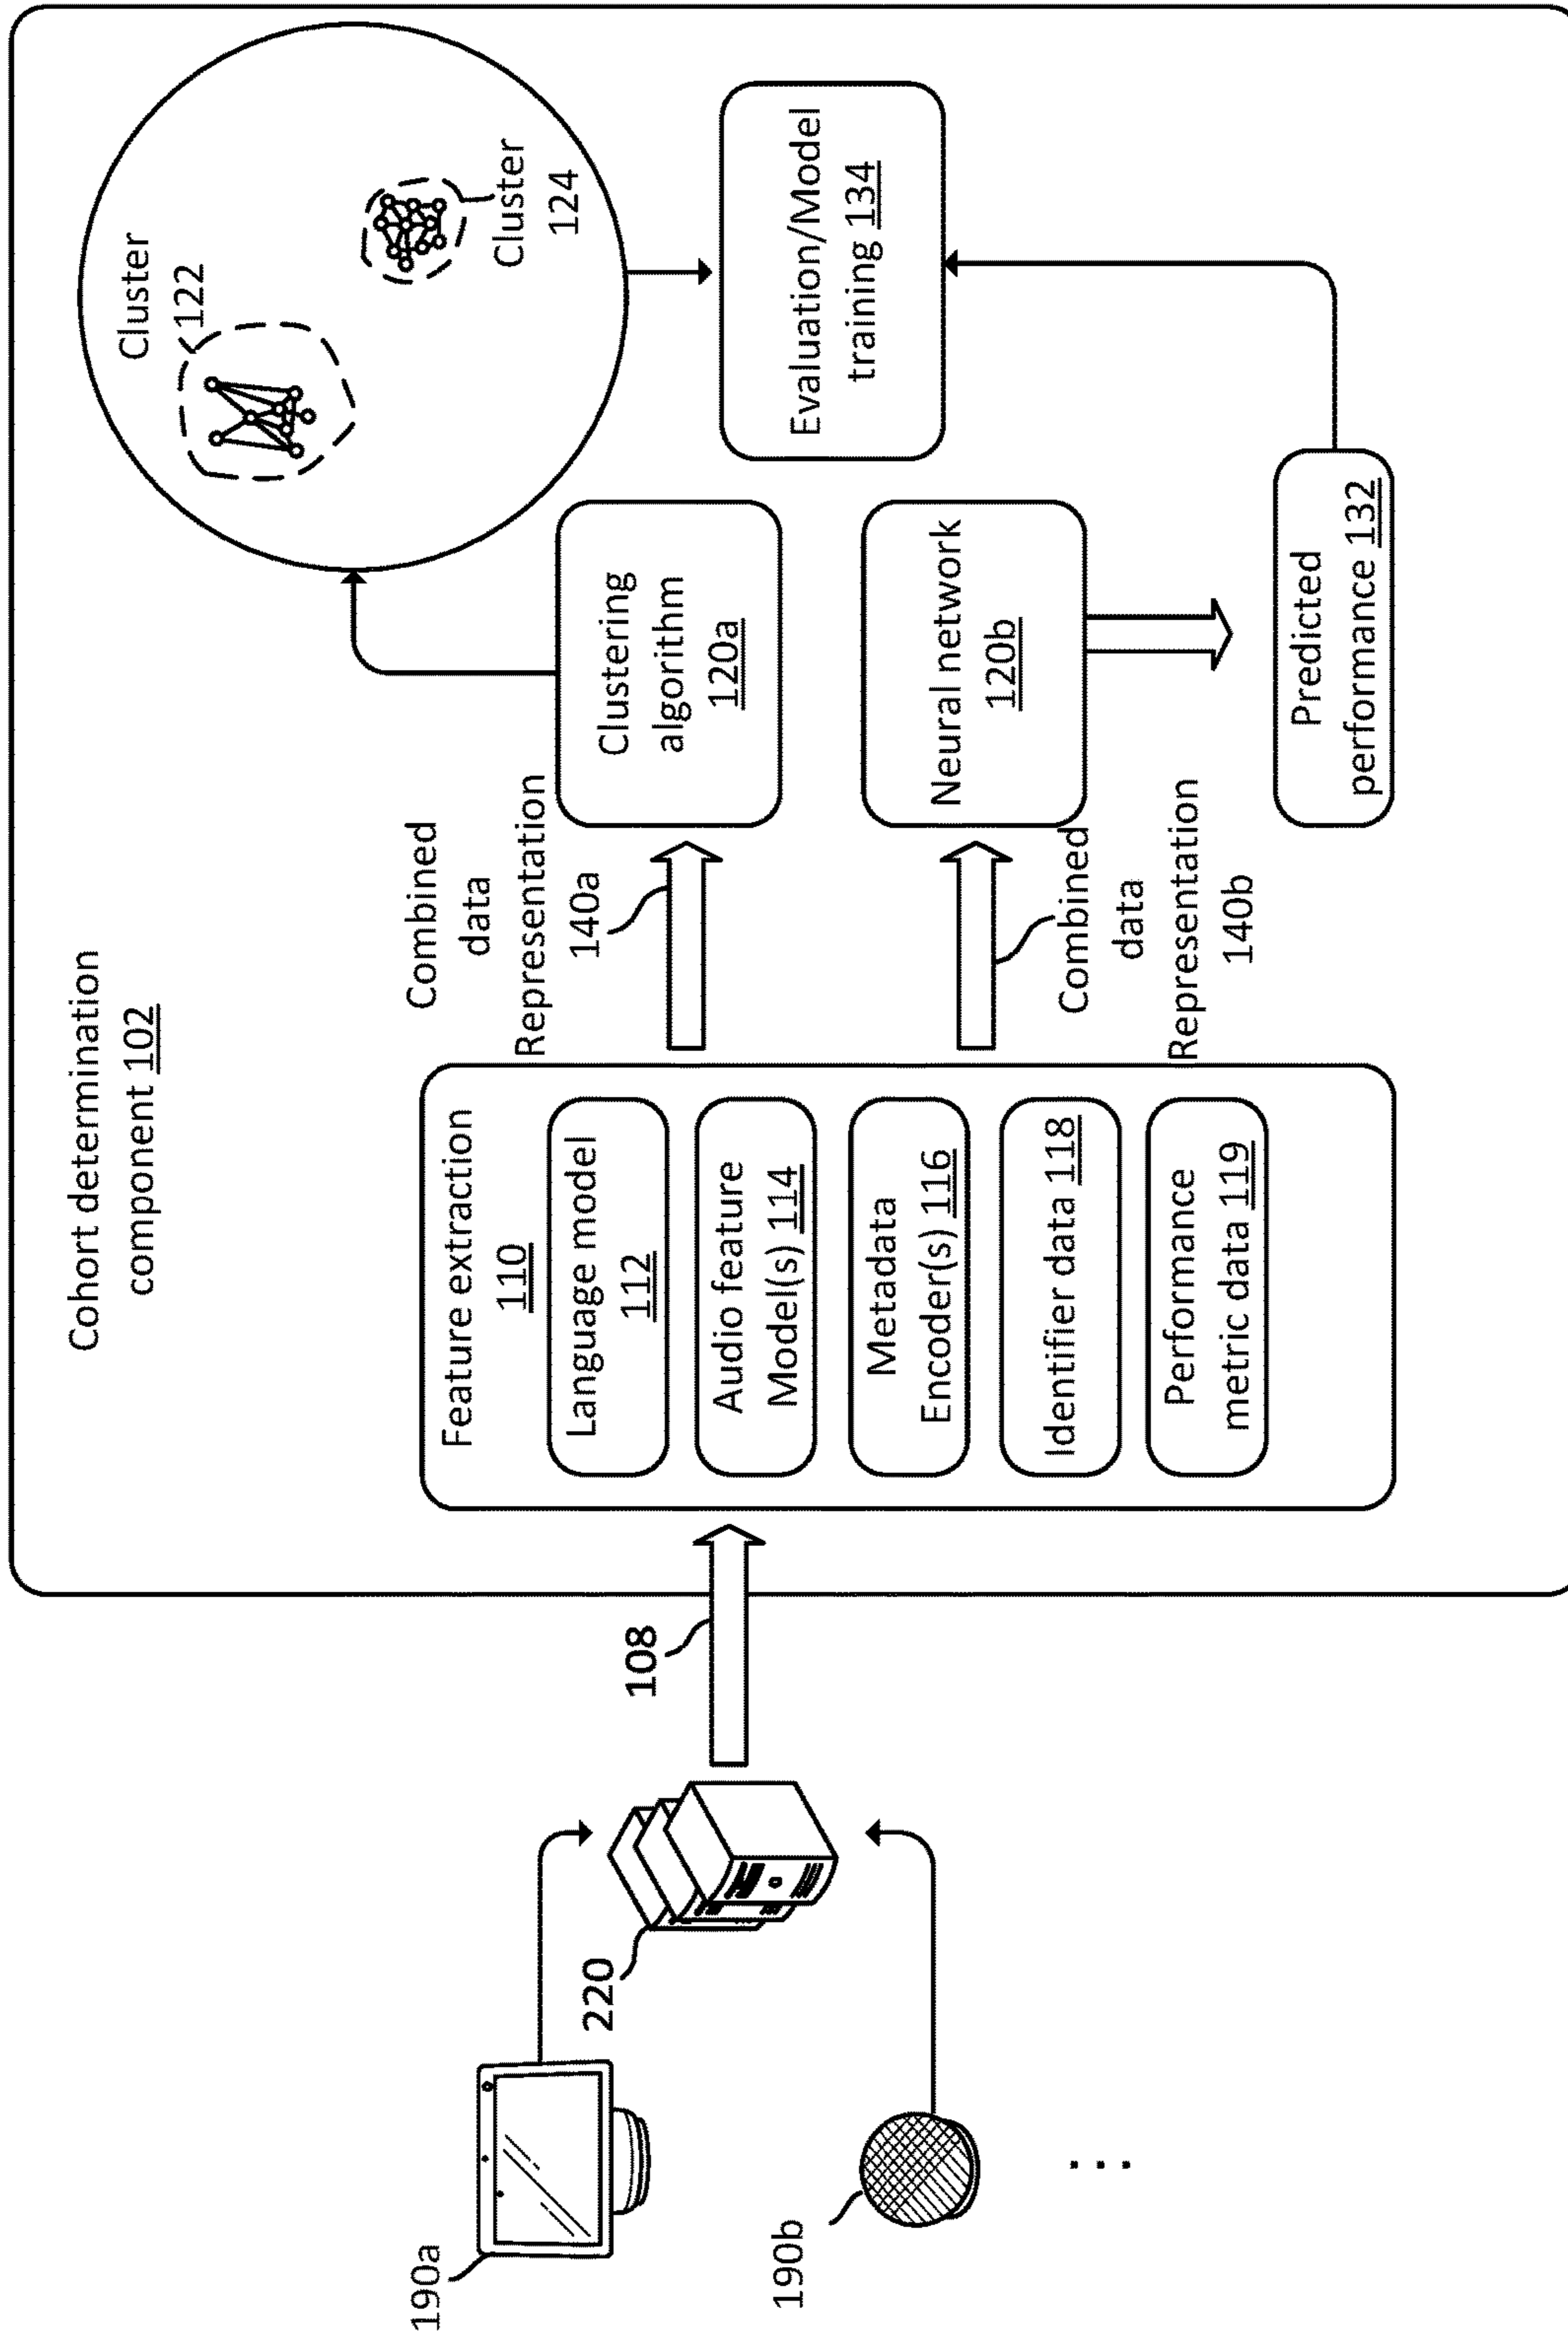 Cohort determination
component 102
190a
190b
220
108
Feature extraction
110
Language model
112
Audio feature
Model(s) 114
Metadata
Encoder(s) 116
Identifier data 118
Performance
metric data 119
Combined
data
Representation
140a
Combined
data
Representation
140b
Clustering
algorithm
120a
Neural network
120b
Predicted
performance 132
Cluster
122
Cluster
124
Evaluation/Model
training 134